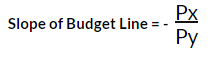 Slope of Budget Line = - Px
Py